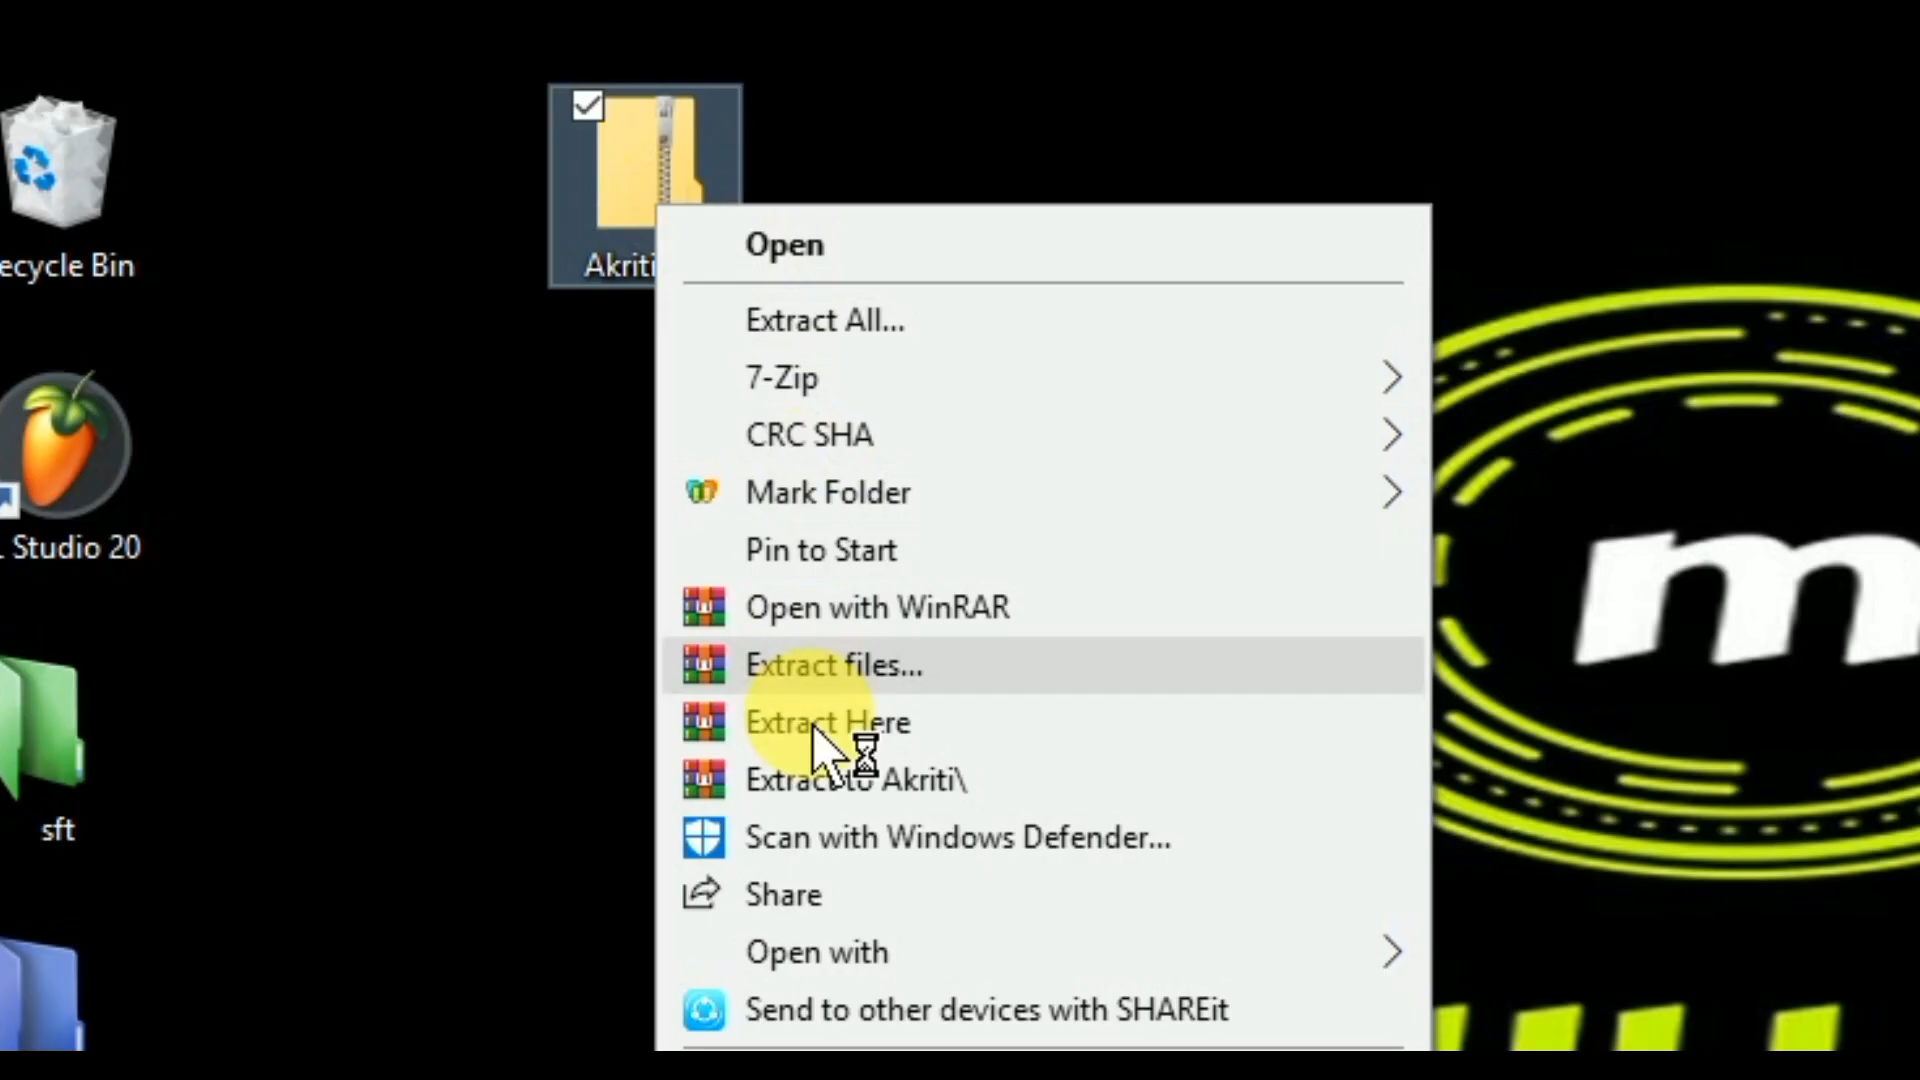 ecycle Bin
Akriti
Open
Extract All...
7-Zip
CRC SHA
Mark Folder
Pin to Start
Open with WinRAR
Extract files...
Extract Here
Extract to Akriti\
Scan with Windows Defender...
Share
Open with
Send to other devices with SHAREit
L Studio 20
sft
m